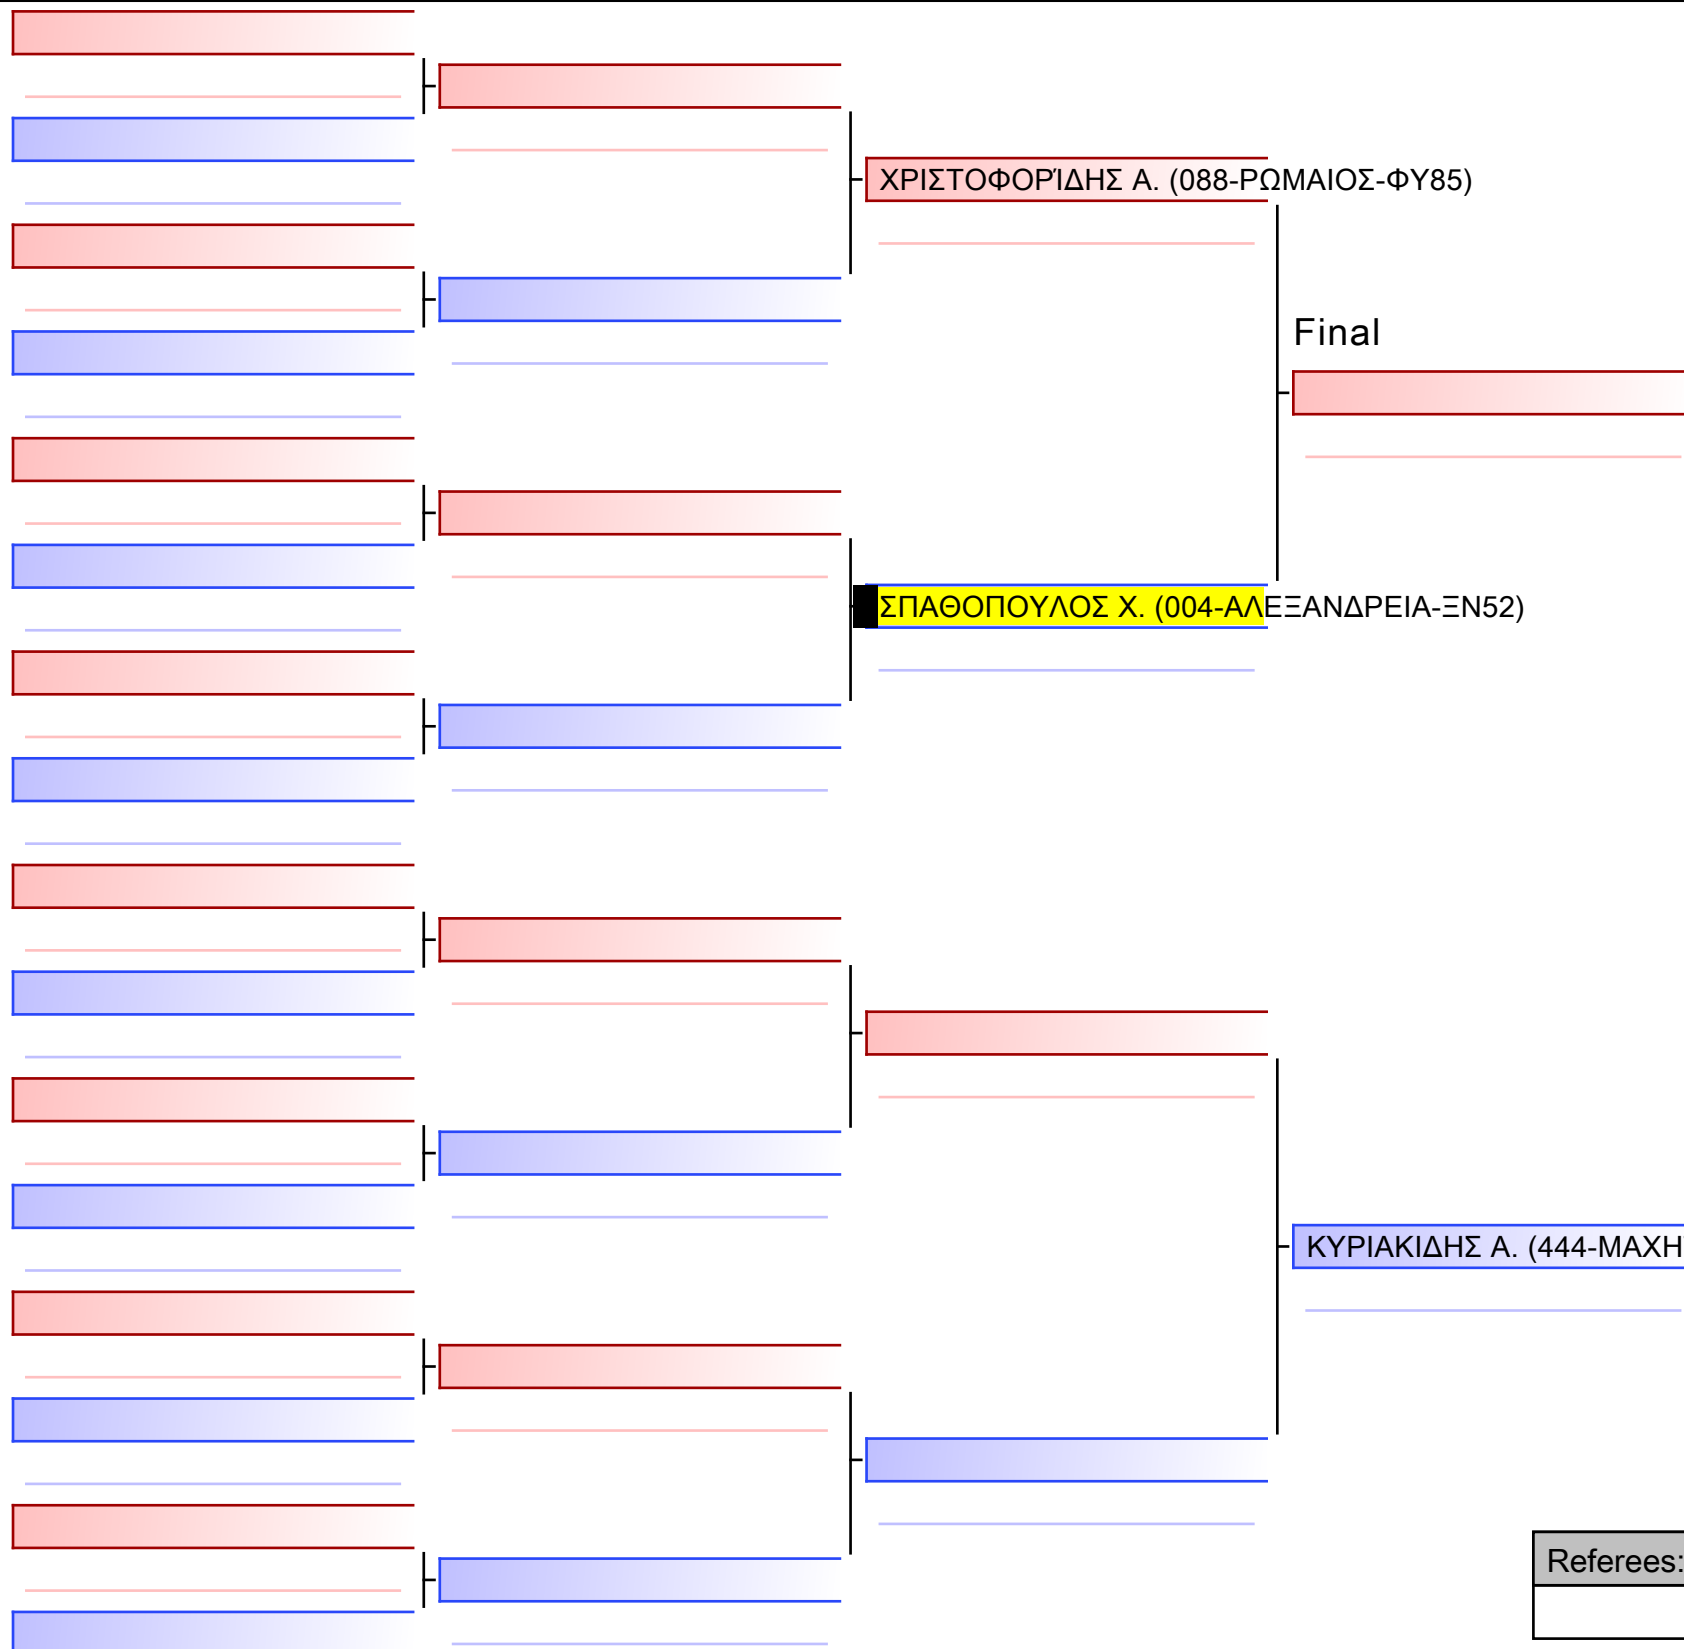 ΧΡΙΣΤΟΦΟΡΊΔΗΣ Α. (088-ΡΩΜΑΙΟΣ-ΦΥ85)
Final
ΣΠΑΘΟΠΟΥΛΟΣ Χ. (004-ΑΛΕΞΑΝΔΡΕΙΑ-ΞΝ52)
ΚΥΡΙΑΚΙΔΗΣ Α. (444-ΜΑΧΗ
Referees: